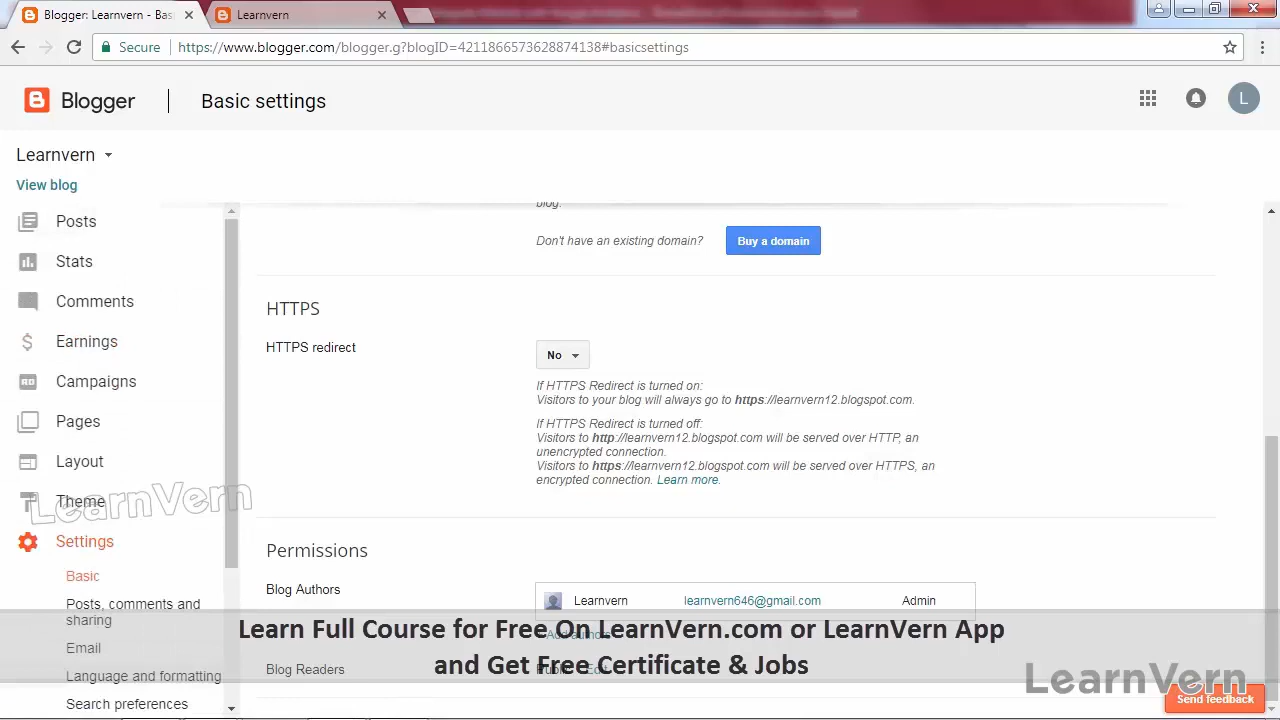 Blogger: Learnvern - Bas
Learnvern
Secure
https://www.blogger.com/blogger.g?blogID=4211866573628874138#basicsettings
Blogger
Basic settings
L
Learnvern
View blog
Posts
Stats
Comments
Earnings
Campaigns
Pages
Layout
Theme
LearnVern
Settings
Basic
Posts, comments and
sharing
Email
Language and formatting
Search preferences
blog.
Don't have an existing domain?
Buy a domain
HTTPS
HTTPS redirect
No
If HTTPS Redirect is turned on:
Visitors to your blog will always go to https://learnvern12.blogspot.com.
If HTTPS Redirect is turned off:
Visitors to http://learnvern12.blogspot.com will be served over HTTP, an
unencrypted connection.
Visitors to https://learnvern12.blogspot.com will be served over HTTPS, an
encrypted connection. Learn more.
Permissions
Blog Authors
Learnvern learnvern646@gmail.com Admin
Blog Readers
Learn Full Course for Free On LearnVern.com or LearnVern App
and Get Free Certificate & Jobs
LearnVern
Send feedback